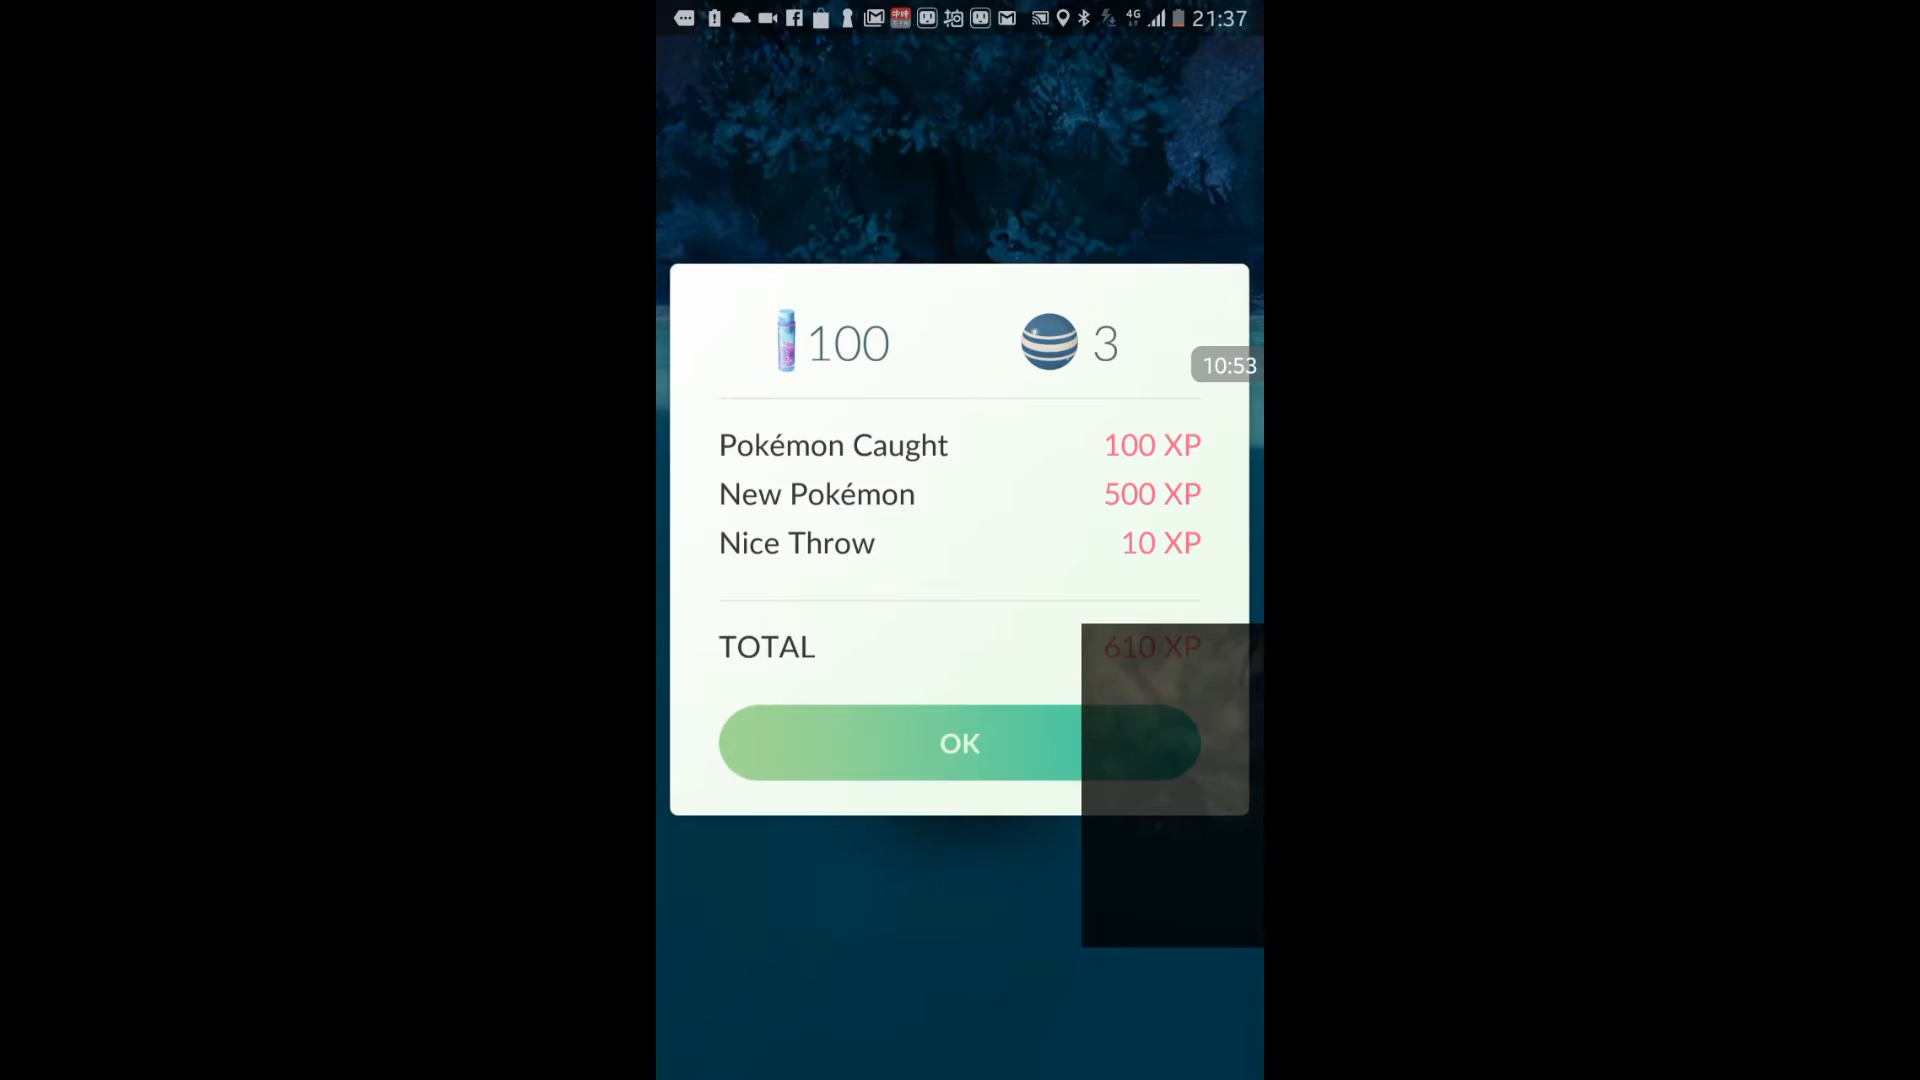 4G 21:37
100 3
10:53
Pokémon Caught 100 XP
New Pokémon 500 XP
Nice Throw 10 XP
TOTAL 610 XP
OK